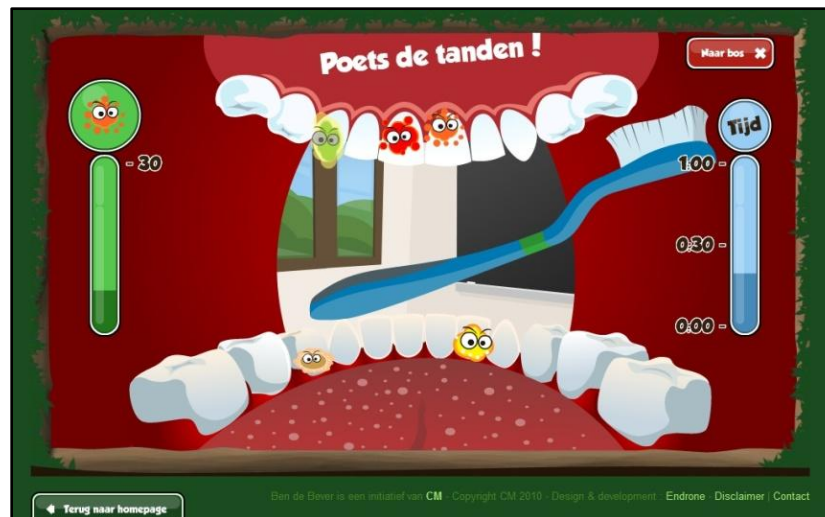 Poets de tanden!
Naar bos
Tijd
- 30
1:00 -
0:30 -
0:00 -
Ben de Bever is een initiatief van CM - Copyright CM 2010 - Design & development : Endrone - Disclaimer | Contact
Terug naar homepage